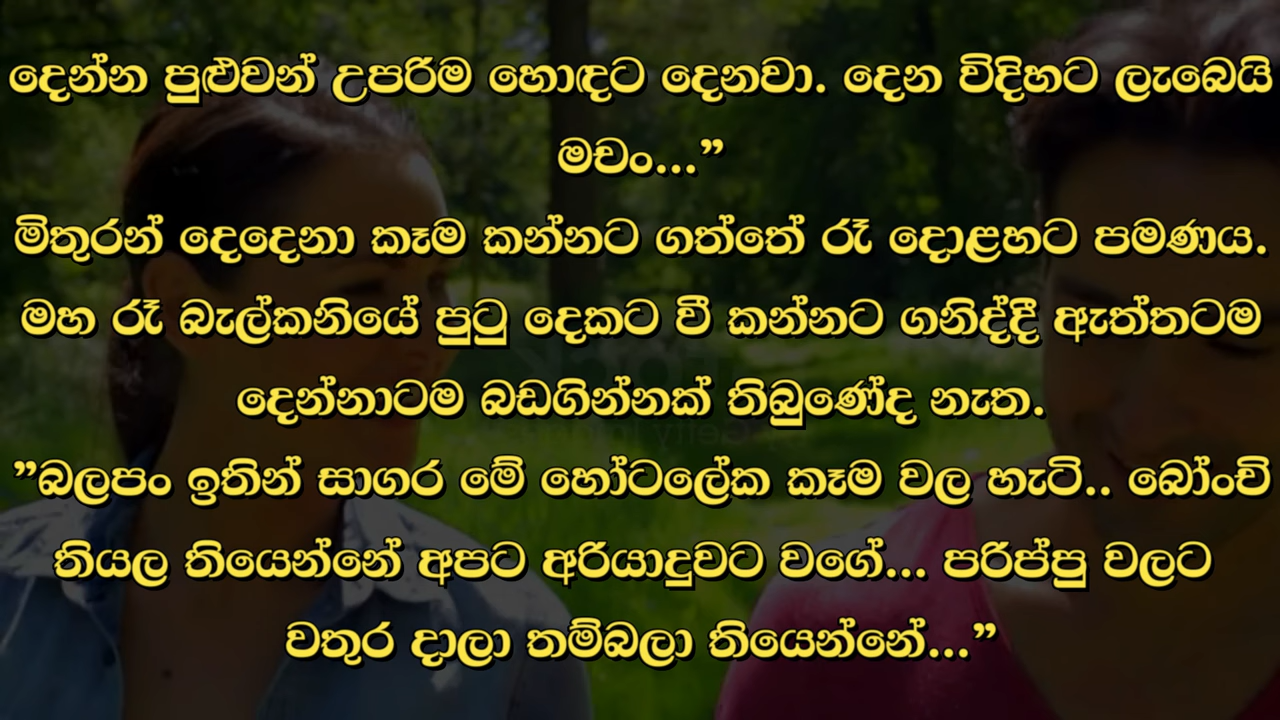 දෙන්න පුළුවන් උපරිම හොඳට දෙනවා. දෙන විදිහට ලැබෙයි
මචං...”
මිතුරන් දෙදෙනා කෑම කන්නට ගත්තේ රෑ දොළහට පමණය.
මහ රෑ බැල්කනියේ පුටු දෙකට වී කන්නට ගනිද්දී ඇත්තටම
දෙන්නාටම බඩගින්නක් තිබුණේද නැත.
”බලපං ඉතින් සාගර මේ හෝටලේක කෑම වල හැටි.. බෝංචි
තියල තියෙන්නේ අපට අරියාදුවට වගේ... පරිප්පු වලට
වතුර දාලා තම්බලා තියෙන්නේ...”